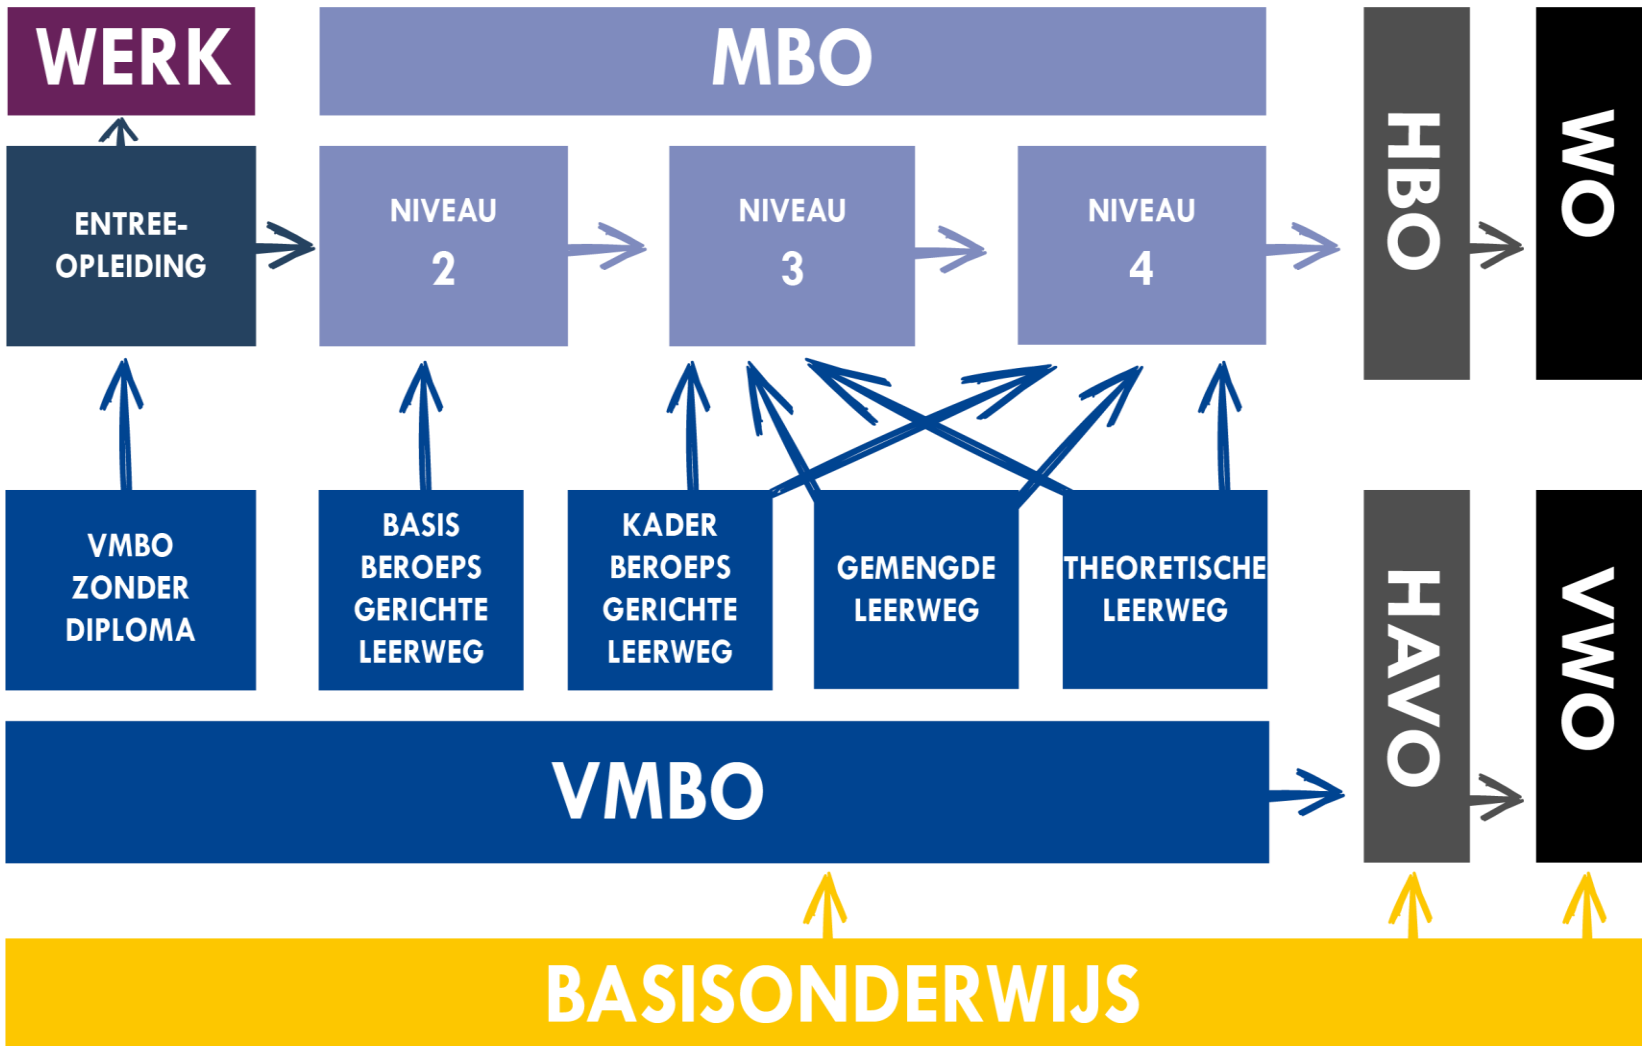 WERK
MBO
HBO
WO
ENTREE-
OPLEIDING
NIVEAU
2
NIVEAU
3
NIVEAU
4
VMBO
ZONDER
DIPLOMA
BASIS
BEROEPS
GERICHTE
LEERWEG
KADER
BEROEPS
GERICHTE
LEERWEG
GEMENGDE
LEERWEG
THEORETISCHE
LEERWEG
HAVO
VWO
VMBO
BASISONDERWIJS